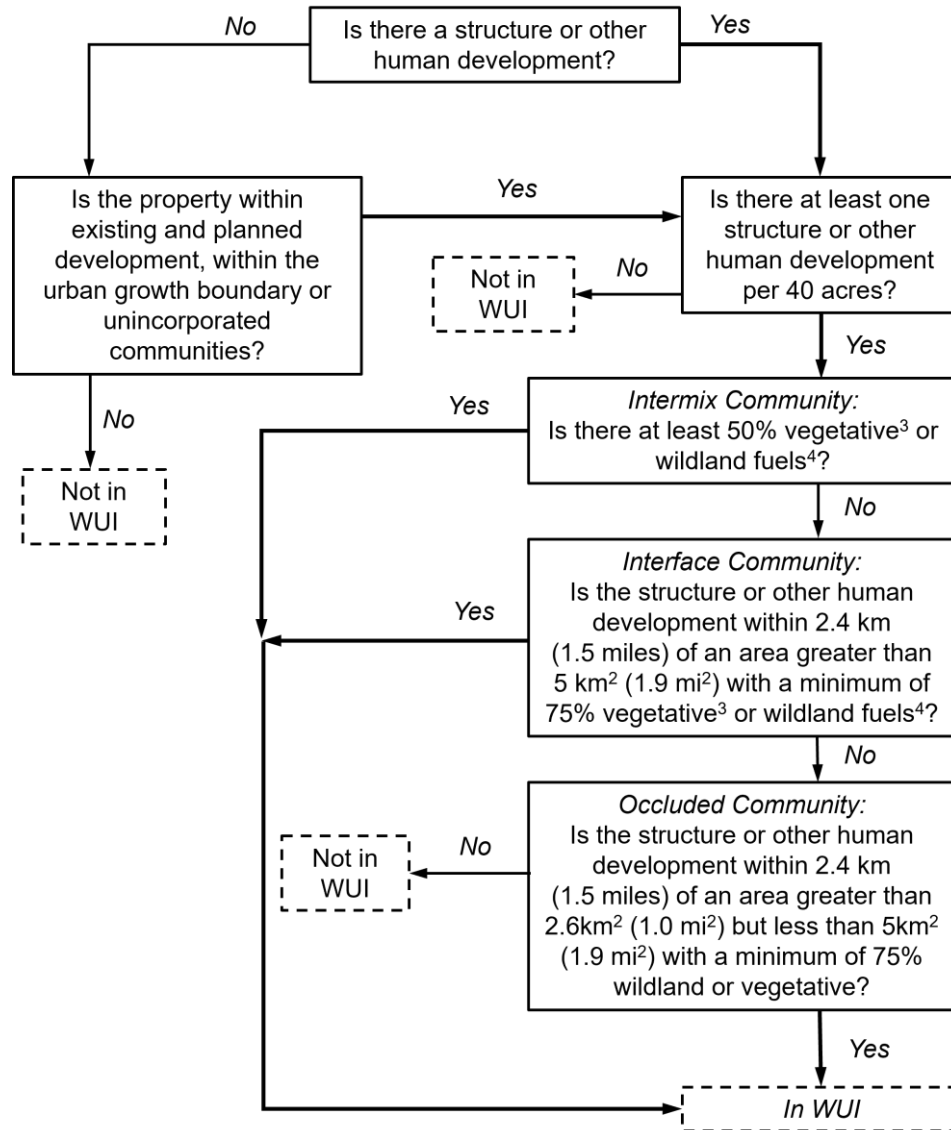 No
Is there a structure or other
human development?
Yes
Is the property within
existing and planned
development, within the
urban growth boundary or
unincorporated
communities?
Yes
Is there at least one
structure or other
human development
per 40 acres?
No
Not in
WUI
Yes
No
Not in
WUI
Intermix Community:
Is there at least 50% vegetative³ or
wildland fuels⁴?
Yes
No
Interface Community:
Is the structure or other human
development within 2.4 km
(1.5 miles) of an area greater than
5 km² (1.9 mi²) with a minimum of
75% vegetative³ or wildland fuels⁴?
Yes
No
Occluded Community:
Is the structure or other human
development within 2.4 km
(1.5 miles) of an area greater than
2.6km² (1.0 mi²) but less than 5km²
(1.9 mi²) with a minimum of 75%
wildland or vegetative?
No
Not in
WUI
Yes
In WUI